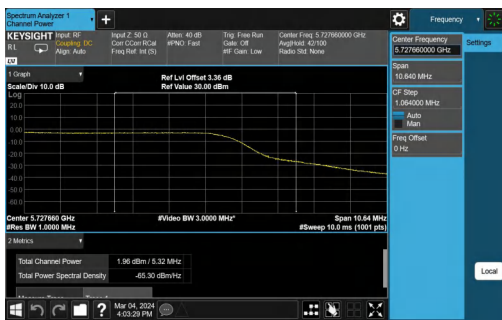 Spectrum Analyzer 1
Channel Power
+
Frequency
KEYSIGHT
Input: RF
Coupling: DC
Align: Auto
Input Z: 50 Ω
Corr CCorr RCal
Freq Ref: Int (S)
Atten: 40 dB
#PNO: Fast
Trig: Free Run
Gate: Off
#IF Gain: Low
Center Freq: 5.727660000 GHz
Avg|Hold: 42/100
Radio Std: None
RL
LXI
Center Frequency
5.727660000 GHz
Settings
Span
10.640 MHz
CF Step
1.064000 MHz
Auto
Man
Freq Offset
0 Hz
1 Graph
Scale/Div 10.0 dB
Ref Lvl Offset 3.36 dB
Ref Value 30.00 dBm
Log
20.0
10.0
0.00
-10.0
-20.0
-30.0
-40.0
-50.0
-60.0
Center 5.727660 GHz
#Video BW 3.0000 MHz*
Span 10.64 MHz
#Res BW 1.0000 MHz
#Sweep 10.0 ms (1001 pts)
2 Metrics
Total Channel Power
1.96 dBm / 5.32 MHz
Total Power Spectral Density
-65.30 dBm/Hz
Local
?
Mar 04, 2024
4:03:29 PM